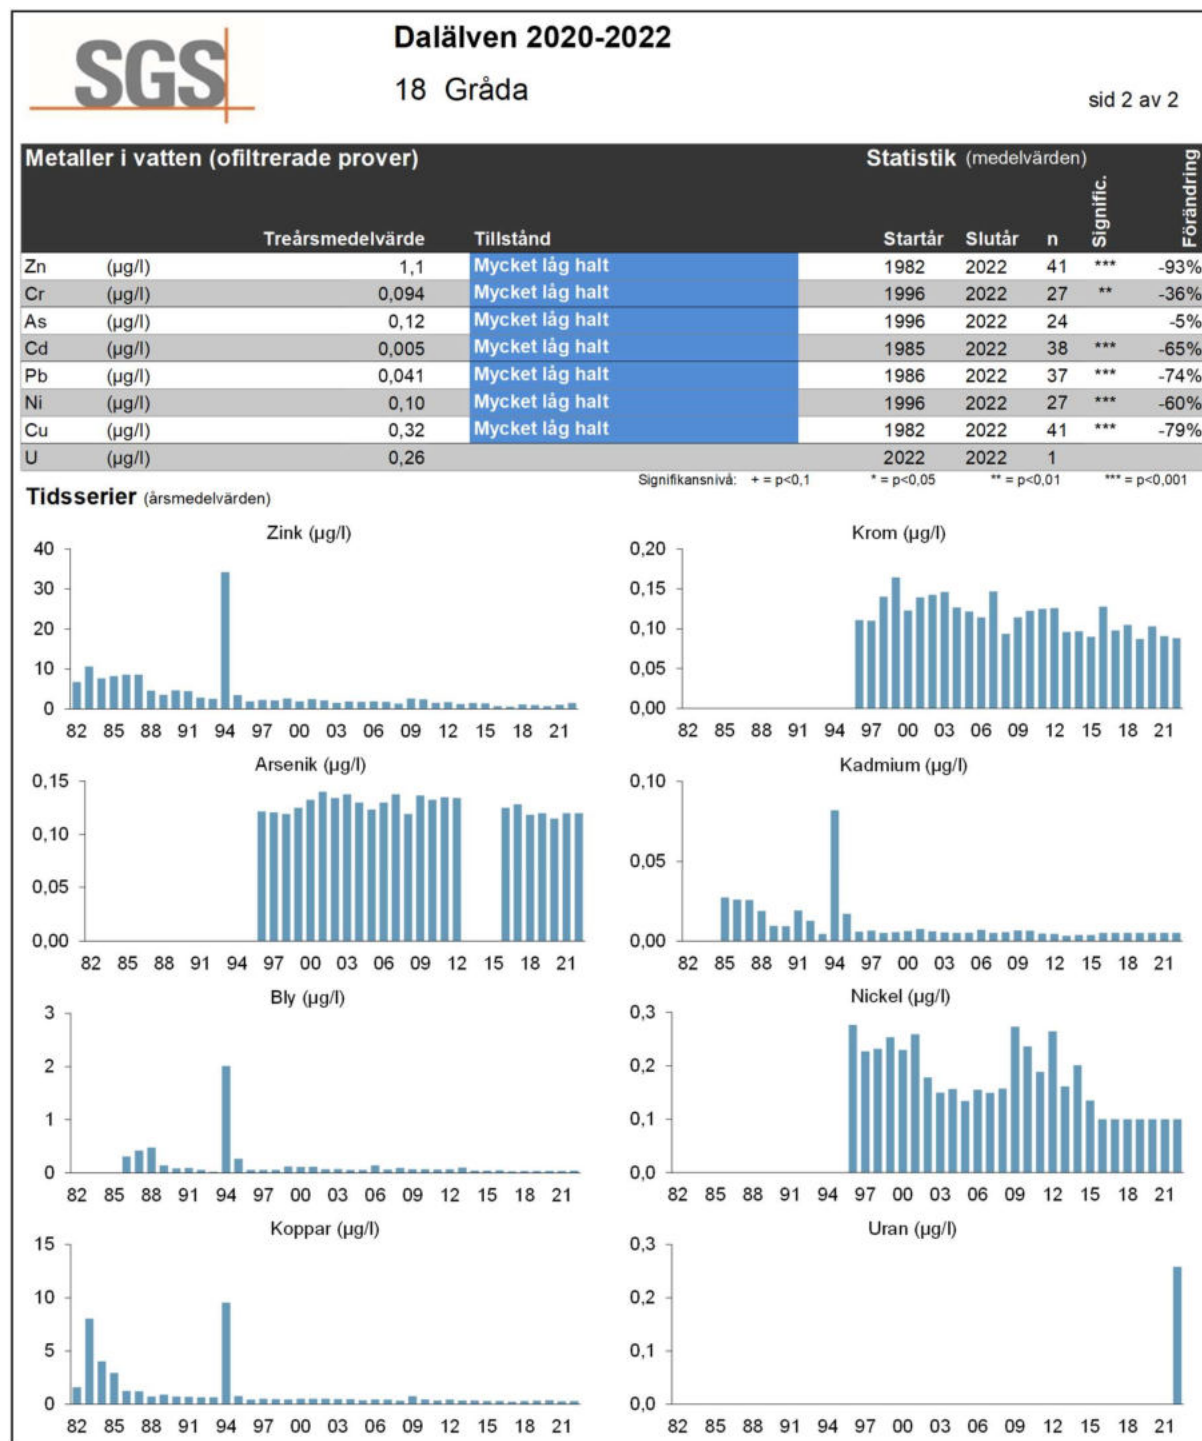 SGS
Dalälven 2020-2022
18 Gråda
sid 2 av 2
Metaller i vatten (ofiltrerade prover) Statistik (medelvärden)
Treårsmedelvärde Tillstånd Startår Slutår n Signific. Förändring
Zn (µg/l) 1,1 Mycket låg halt 1982 2022 41 *** -93%
Cr (µg/l) 0,094 Mycket låg halt 1996 2022 27 ** -36%
As (µg/l) 0,12 Mycket låg halt 1996 2022 24 -5%
Cd (µg/l) 0,005 Mycket låg halt 1985 2022 38 *** -65%
Pb (µg/l) 0,041 Mycket låg halt 1986 2022 37 *** -74%
Ni (µg/l) 0,10 Mycket låg halt 1996 2022 27 *** -60%
Cu (µg/l) 0,32 Mycket låg halt 1982 2022 41 *** -79%
U (µg/l) 0,26 2022 2022 1
Signifikansnivå: + = p<0,1 * = p<0,05 ** = p<0,01 *** = p<0,001
Tidsserier (årsmedelvärden)
Zink (µg/l)
40
30
20
10
0
82 85 88 91 94 97 00 03 06 09 12 15 18 21
Krom (µg/l)
0,20
0,15
0,10
0,05
0,00
82 85 88 91 94 97 00 03 06 09 12 15 18 21
Arsenik (µg/l)
0,15
0,10
0,05
0,00
82 85 88 91 94 97 00 03 06 09 12 15 18 21
Kadmium (µg/l)
0,10
0,05
0,00
82 85 88 91 94 97 00 03 06 09 12 15 18 21
Bly (µg/l)
3
2
1
0
82 85 88 91 94 97 00 03 06 09 12 15 18 21
Nickel (µg/l)
0,3
0,2
0,1
0,0
82 85 88 91 94 97 00 03 06 09 12 15 18 21
Koppar (µg/l)
15
10
5
0
82 85 88 91 94 97 00 03 06 09 12 15 18 21
Uran (µg/l)
0,3
0,2
0,1
0,0
82 85 88 91 94 97 00 03 06 09 12 15 18 21